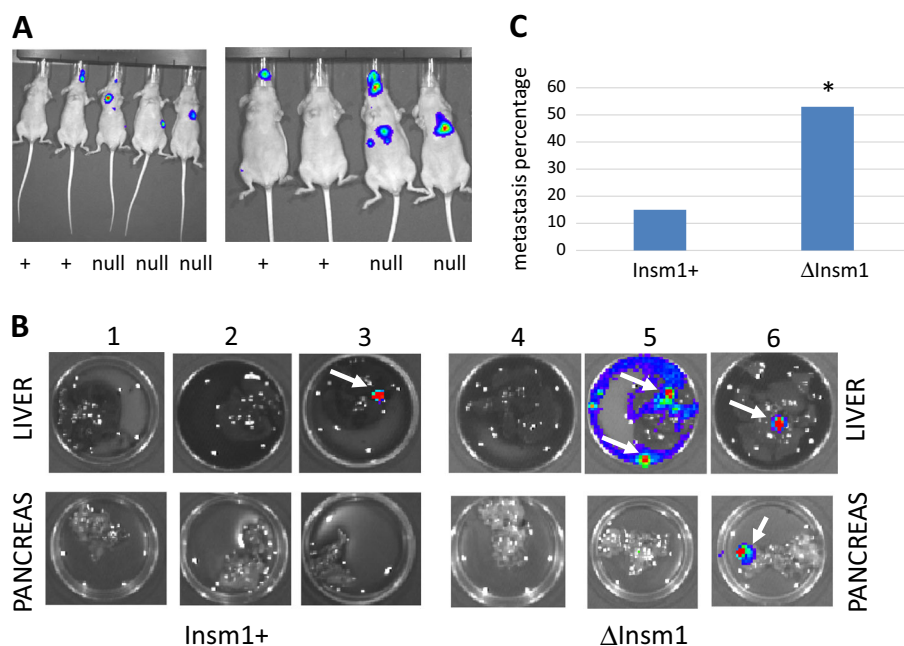 A
+ + null null null
+ + null null
C
metastasis percentage
60
50
40
30
20
10
0
*
Insm1+ ΔInsm1
B
1 2 3 4 5 6
LIVER LIVER
PANCREAS PANCREAS
Insm1+ ΔInsm1